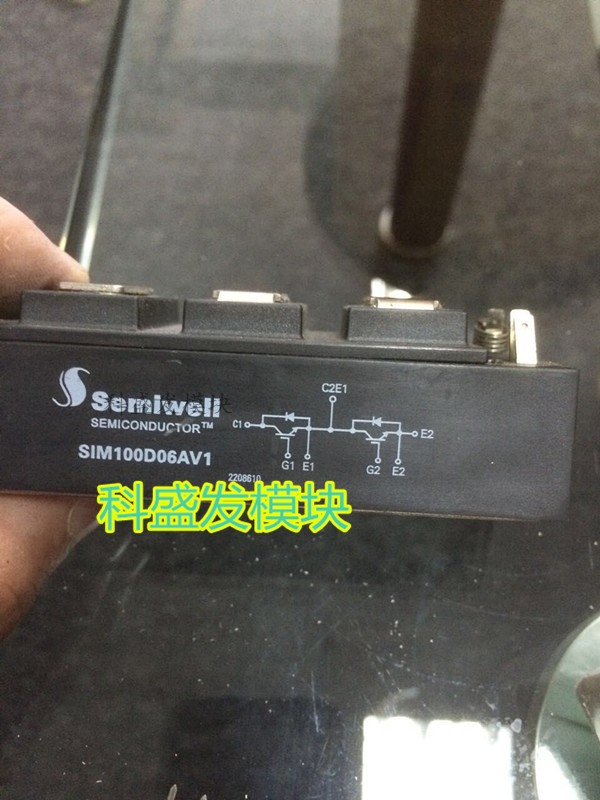 Semiwell
SEMICONDUCTOR™
SIM100D06AV1
C2E1
C1
E2
G1 E1
G2 E2
2208610
科盛发模块